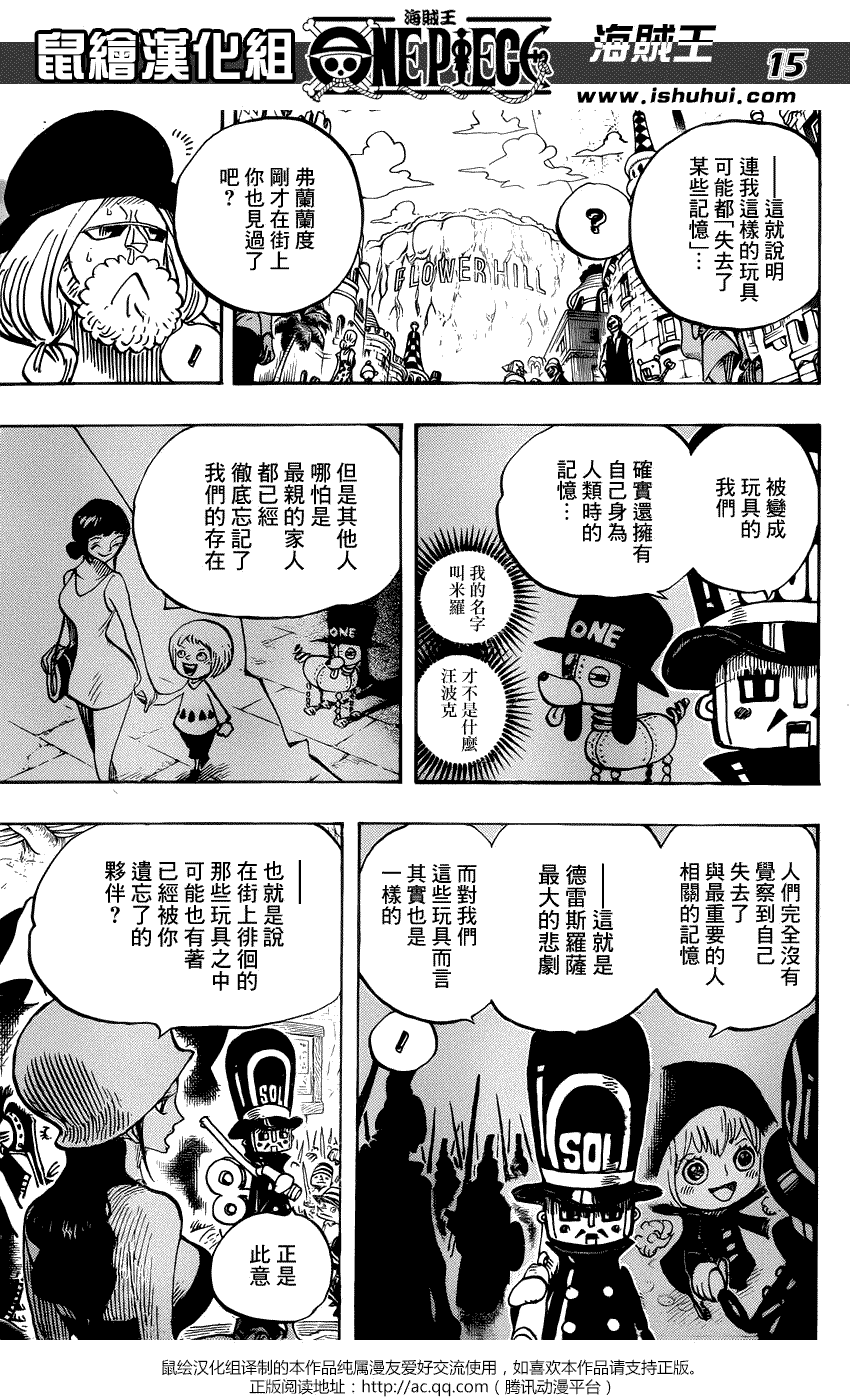 鼠繪漢化組
海賊王
ONE PIECE
海賊王
15
www.ishuhui.com
——這就說明
連我這樣的玩具
可能都「失去了
某些記憶」…
?
FLOWER HILL
弗蘭蘭度
剛才在街上
你也見過了
吧?
!
被變成
玩具的
我們
確實還擁有
自己身為
人類時的
記憶…
我的名字
叫米羅
才不是什麼
汪波克
ONE
但是其他人
哪怕是
最親的家人
都已經
徹底忘記了
我們的存在
ONE
人們完全沒有
覺察到自己
失去了
與最重要的人
相關的記憶
——這就是
德雷斯羅薩
最大的悲劇
而對我們
這些玩具而言
其實也是
一樣的
!
SOL
——
也就是說
在街上徘徊的
那些玩具之中
可能也有著
已經被你
遺忘了的
夥伴?
SOL
正是
此意
鼠绘汉化组译制的本作品纯属漫友爱好交流使用，如喜欢本作品请支持正版。
正版阅读地址：http://ac.qq.com（腾讯动漫平台）